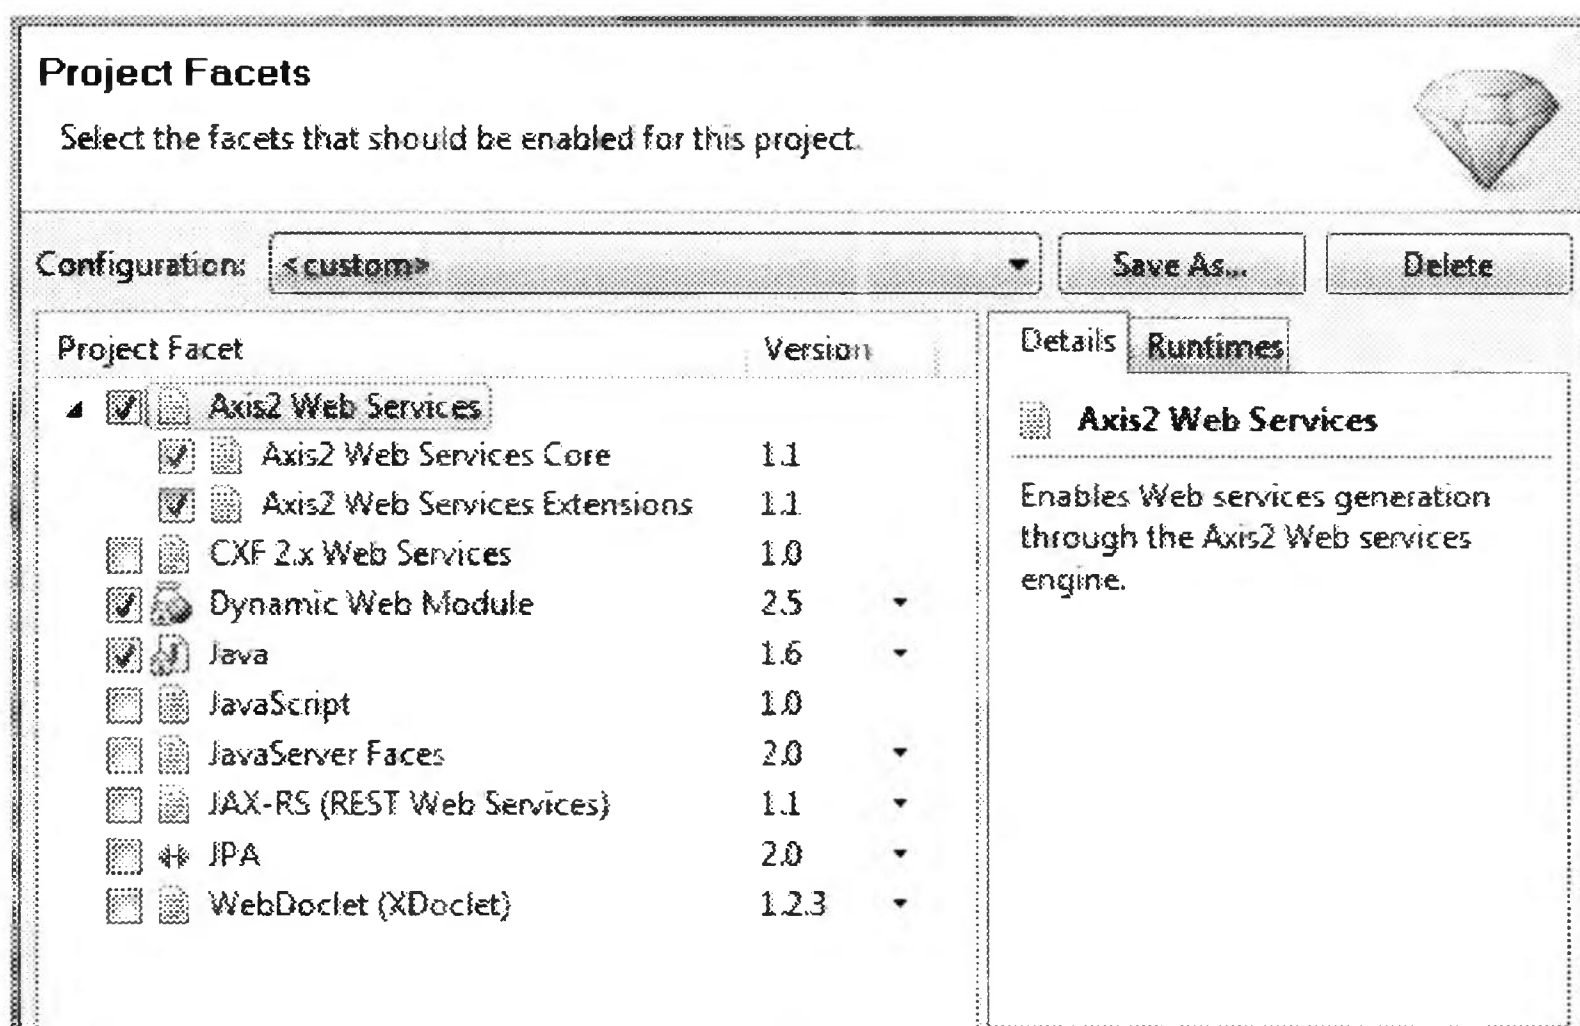 Project Facets
Select the facets that should be enabled for this project.
Configuration: <custom> Save As... Delete
Project Facet Version
Axis2 Web Services
Axis2 Web Services Core 1.1
Axis2 Web Services Extensions 1.1
CXF 2.x Web Services 1.0
Dynamic Web Module 2.5
Java 1.6
JavaScript 1.0
JavaServer Faces 2.0
JAX-RS (REST Web Services) 1.1
JPA 2.0
WebDoclet (XDoclet) 1.2.3
Details Runtimes
Axis2 Web Services
Enables Web services generation
through the Axis2 Web services
engine.